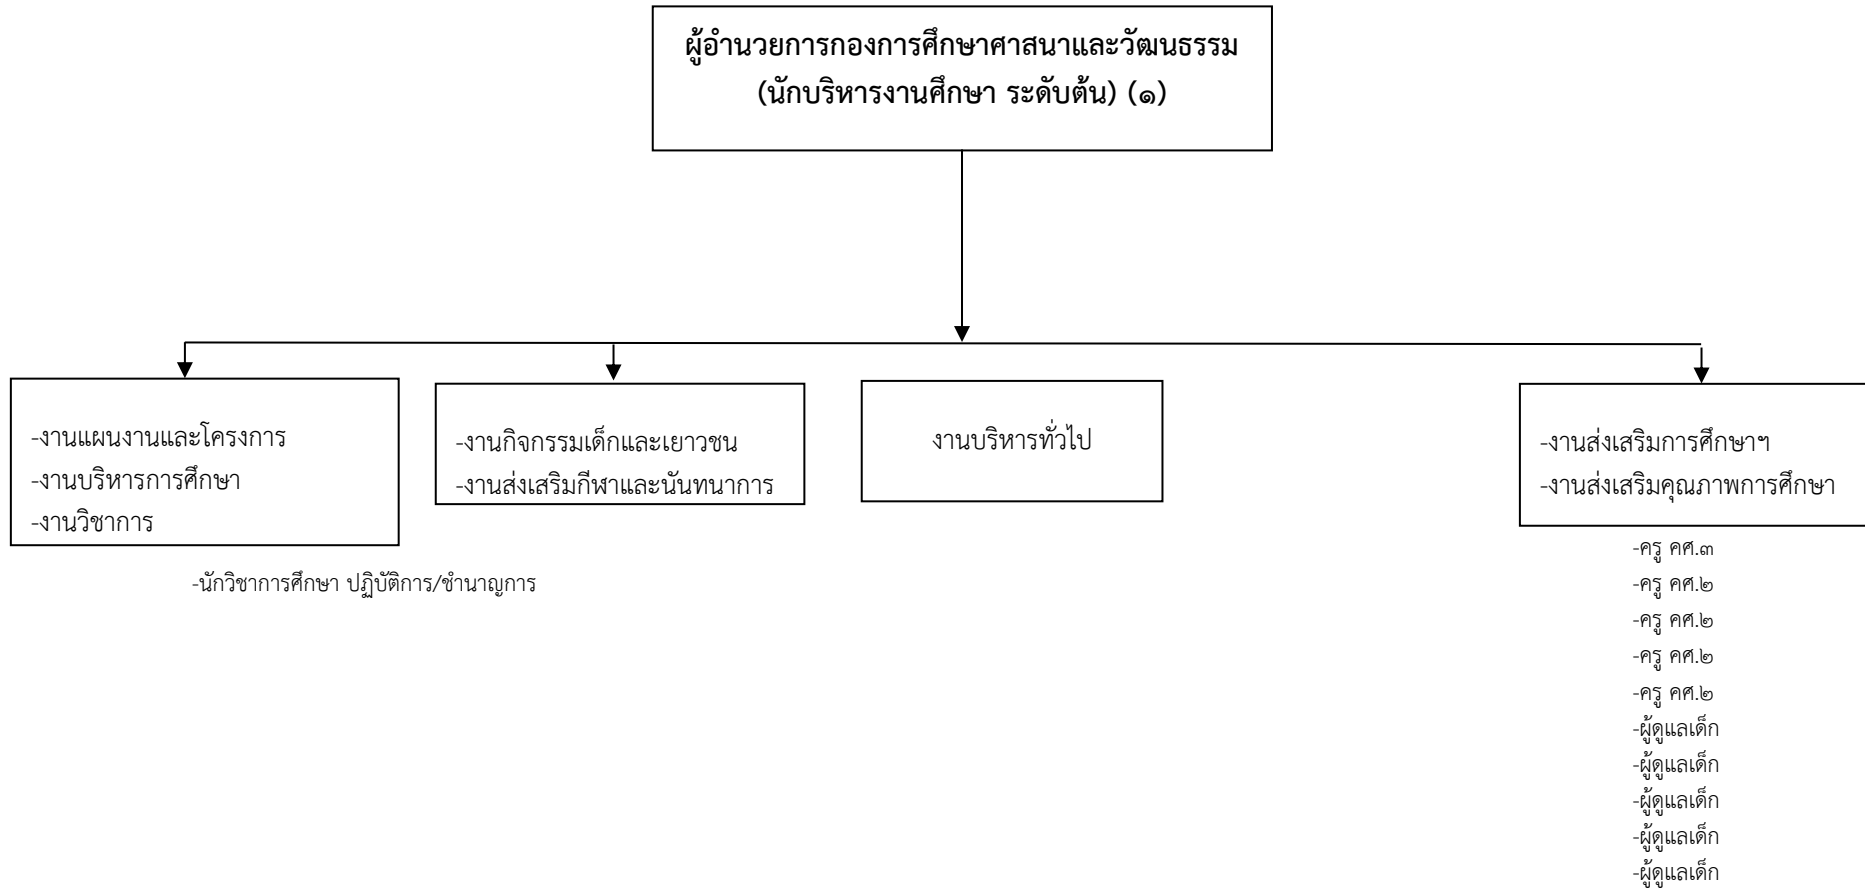 ผู้อำนวยการกองการศึกษาศาสนาและวัฒนธรรม
(นักบริหารงานศึกษา ระดับต้น) (๑)
-งานแผนงานและโครงการ
-งานบริหารการศึกษา
-งานวิชาการ
-งานกิจกรรมเด็กและเยาวชน
-งานส่งเสริมกีฬาและนันทนาการ
งานบริหารทั่วไป
-งานส่งเสริมการศึกษาฯ
-งานส่งเสริมคุณภาพการศึกษา
-นักวิชาการศึกษา ปฏิบัติการ/ชำนาญการ
-ครู คศ.๓
-ครู คศ.๒
-ครู คศ.๒
-ครู คศ.๒
-ครู คศ.๒
-ผู้ดูแลเด็ก
-ผู้ดูแลเด็ก
-ผู้ดูแลเด็ก
-ผู้ดูแลเด็ก
-ผู้ดูแลเด็ก